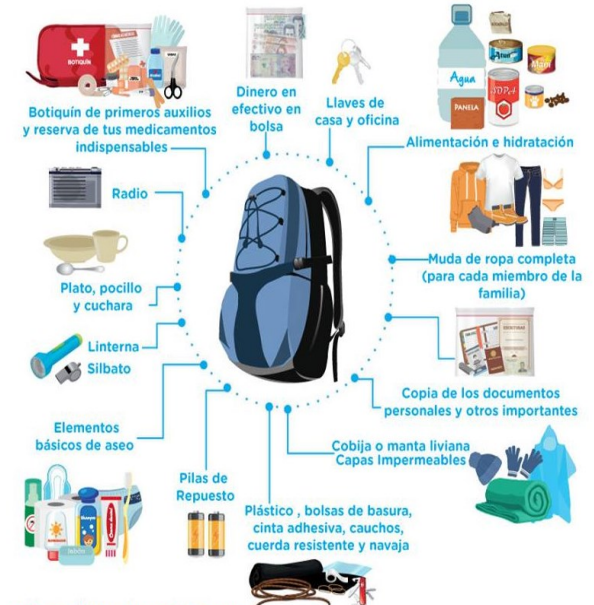 BOTIQUÍN
Botiquín de primeros auxilios
y reserva de tus medicamentos
indispensables
Dinero en
efectivo en
bolsa
Llaves de
casa y oficina
Agua
Atún
Maní
SOPA
PANELA
Alimentación e hidratación
Radio
Plato, pocillo
y cuchara
Muda de ropa completa
(para cada miembro de la
familia)
Linterna
Silbato
Copia de los documentos
personales y otros importantes
Elementos
básicos de aseo
Cobija o manta liviana
Capas Impermeables
Pilas de
Repuesto
Plástico , bolsas de basura,
cinta adhesiva, cauchos,
cuerda resistente y navaja